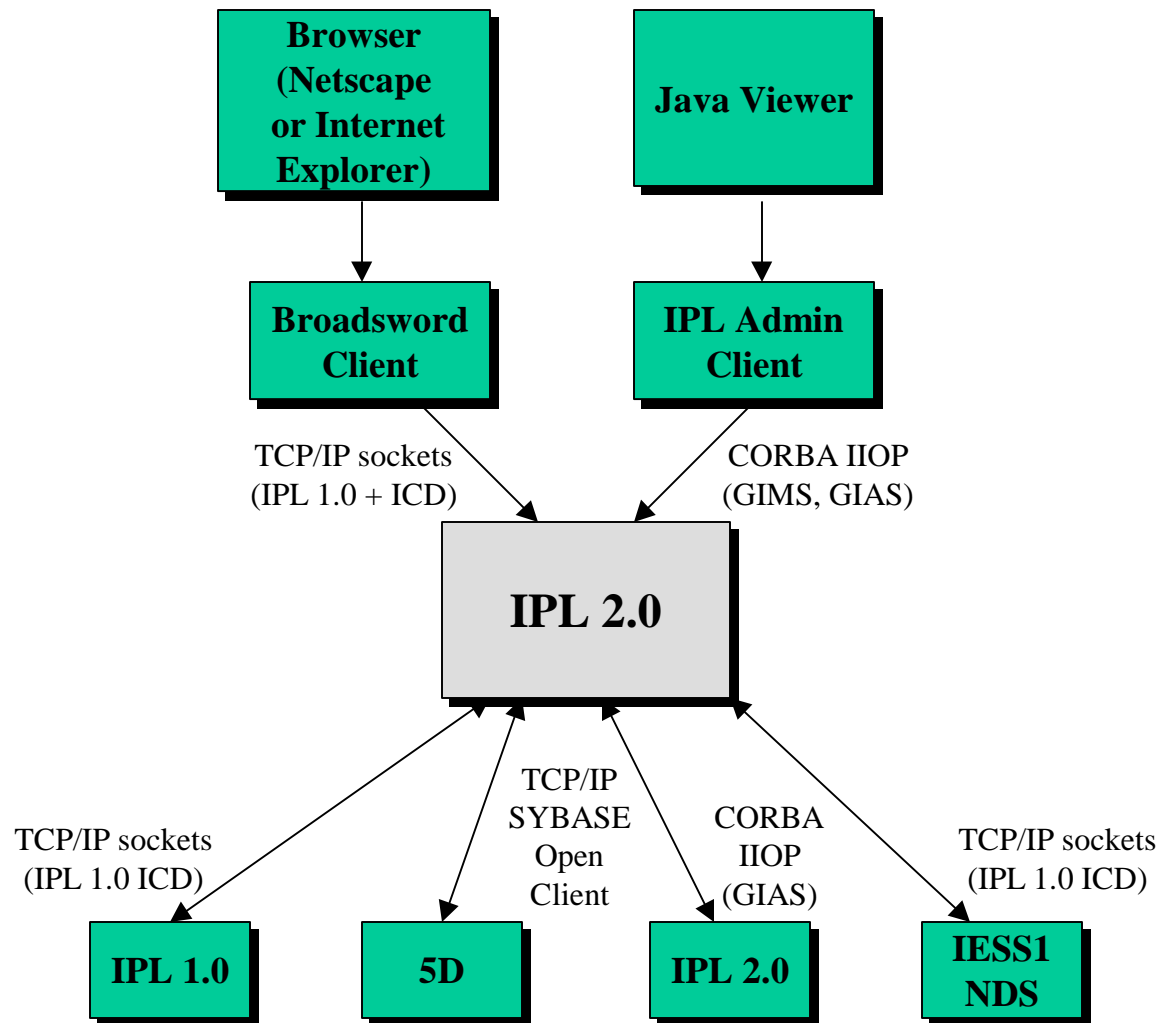 Browser
(Netscape
or Internet
Explorer)
Java Viewer
Broadsword
Client
IPL Admin
Client
TCP/IP sockets
(IPL 1.0 + ICD)
CORBA IIOP
(GIMS, GIAS)
IPL 2.0
TCP/IP sockets
(IPL 1.0 ICD)
TCP/IP
SYBASE
Open
Client
CORBA
IIOP
(GIAS)
TCP/IP sockets
(IPL 1.0 ICD)
IPL 1.0
5D
IPL 2.0
IESS1
NDS